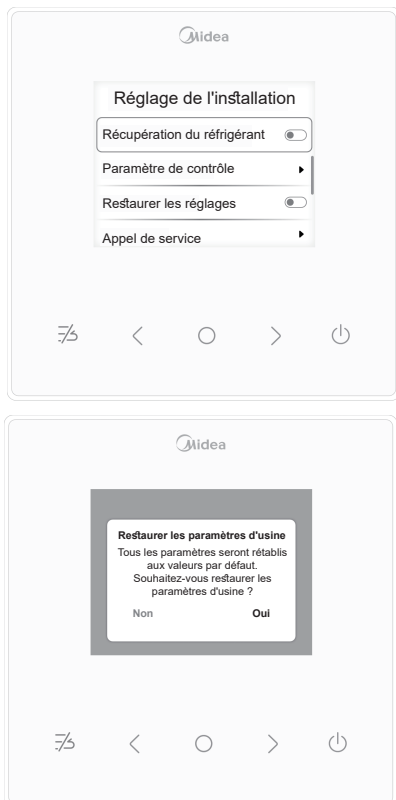 Midea
Réglage de l'installation
Récupération du réfrigérant
Paramètre de contrôle
Restaurer les réglages
Appel de service
Midea
Restaurer les paramètres d'usine
Tous les paramètres seront rétablis
aux valeurs par défaut.
Souhaitez-vous restaurer les
paramètres d'usine ?
Non Oui